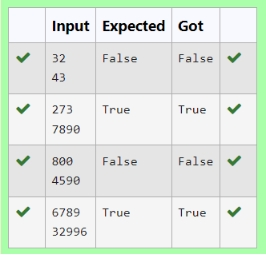 Input Expected Got
32 False False
43
273 True True
7890
800 False False
4590
6789 True True
32996